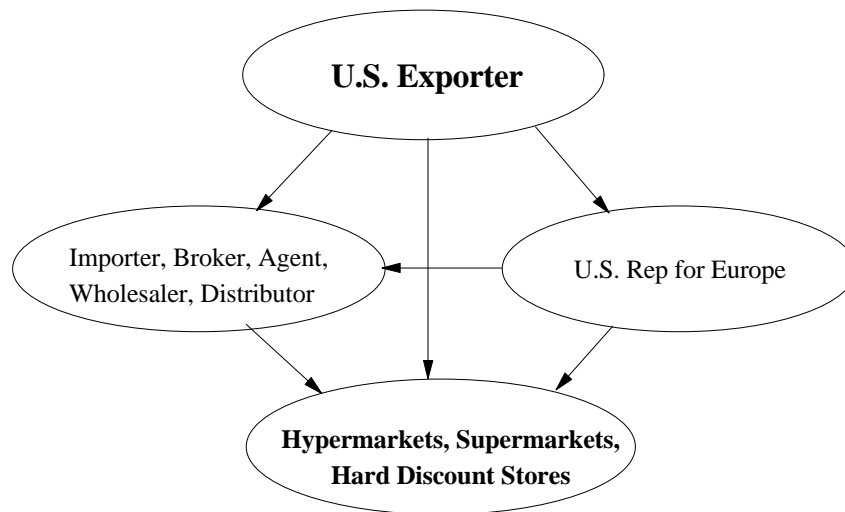 U.S. Exporter
Importer, Broker, Agent,
Wholesaler, Distributor
U.S. Rep for Europe
Hypermarkets, Supermarkets,
Hard Discount Stores